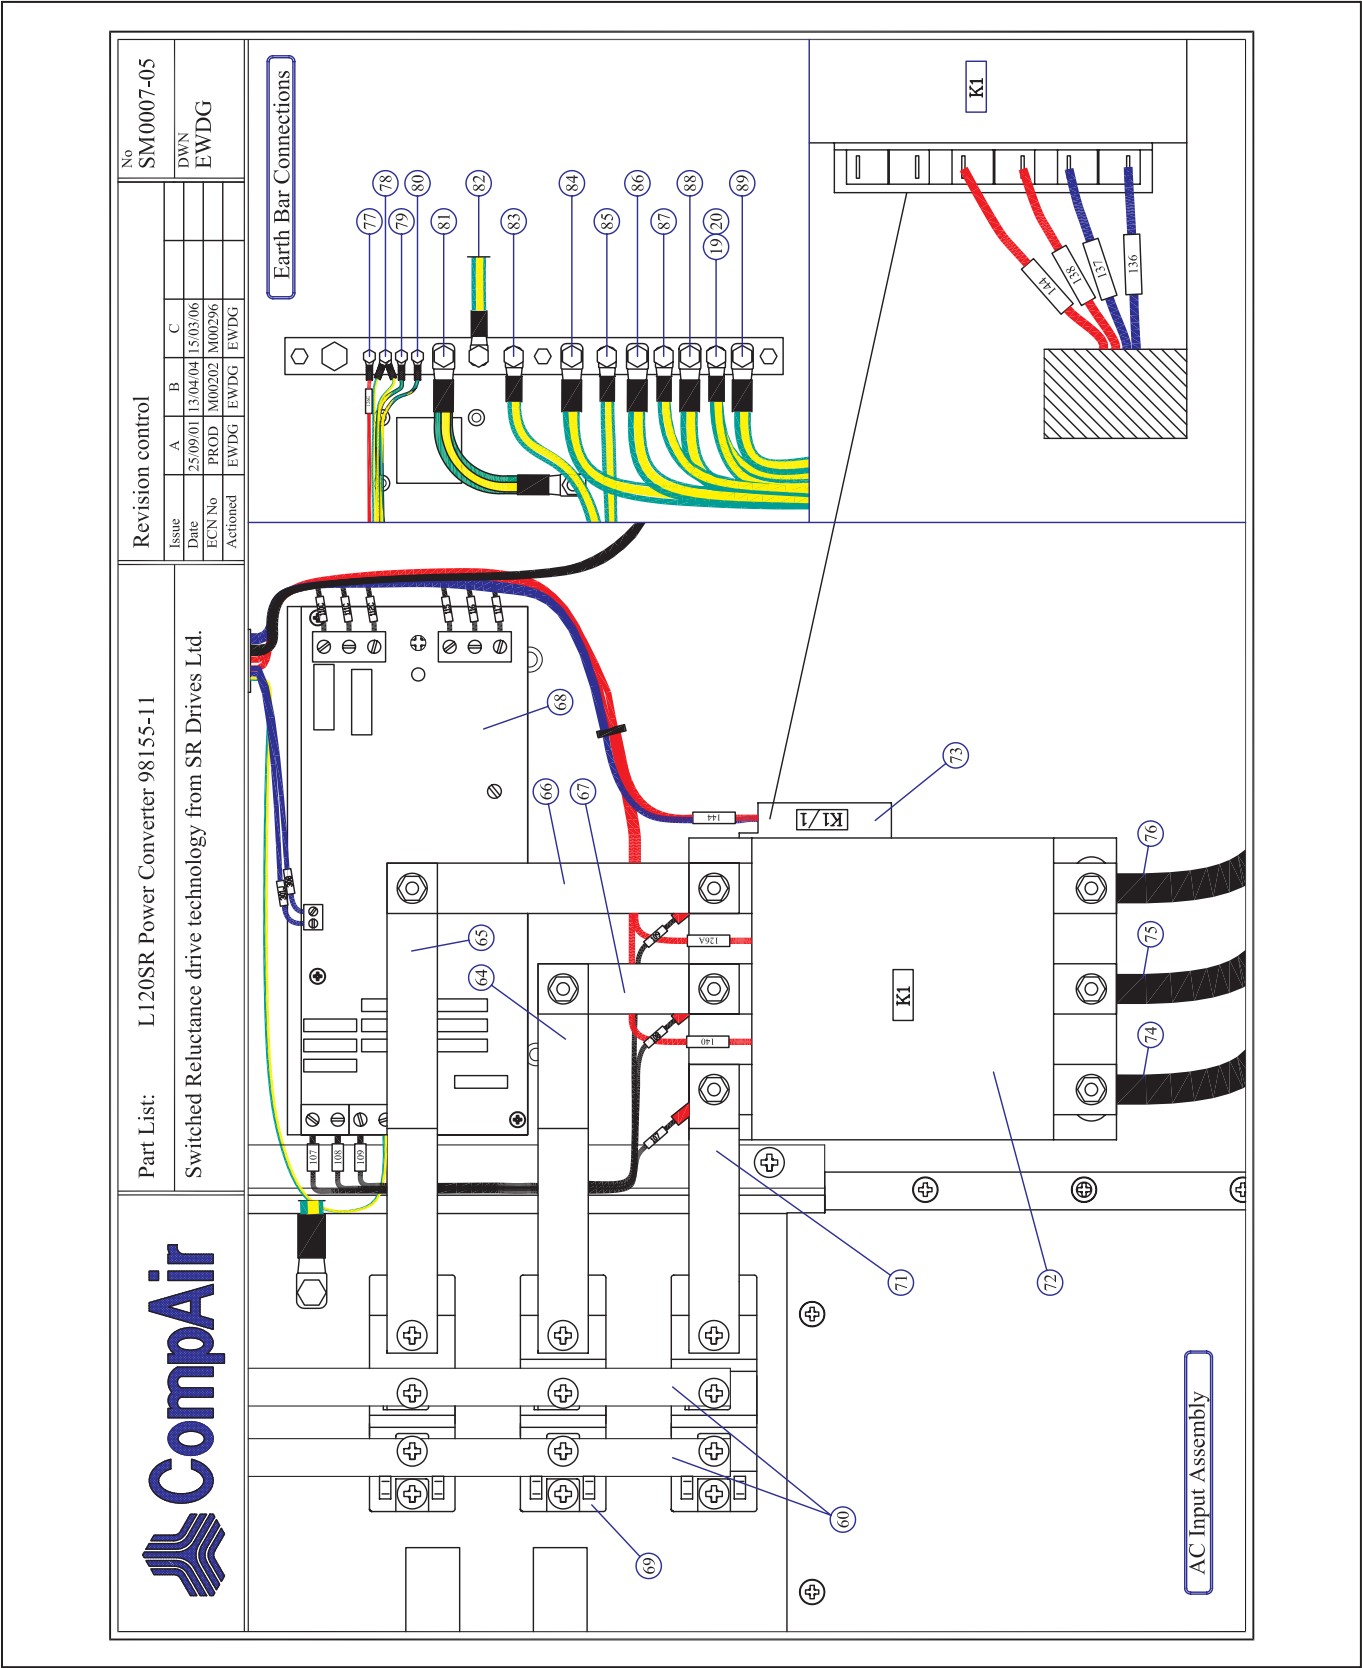 CompAir
Part List: L120SR Power Converter 98155-11
Switched Reluctance drive technology from SR Drives Ltd.
Revision control
Issue A B C
Date 25/09/01 13/04/04 15/03/06
ECN No PROD M00202 M00296
Actioned EWDG EWDG EWDG
No
SM0007-05
DWN
EWDG
Earth Bar Connections
77
78
79
80
81
82
83
84
85
86
87
88
19
20
89
K1
144
138
137
136
68
66
67
65
64
73
144
K1/1
126A
140
K1
107
108
109
76
75
74
71
72
60
69
AC Input Assembly